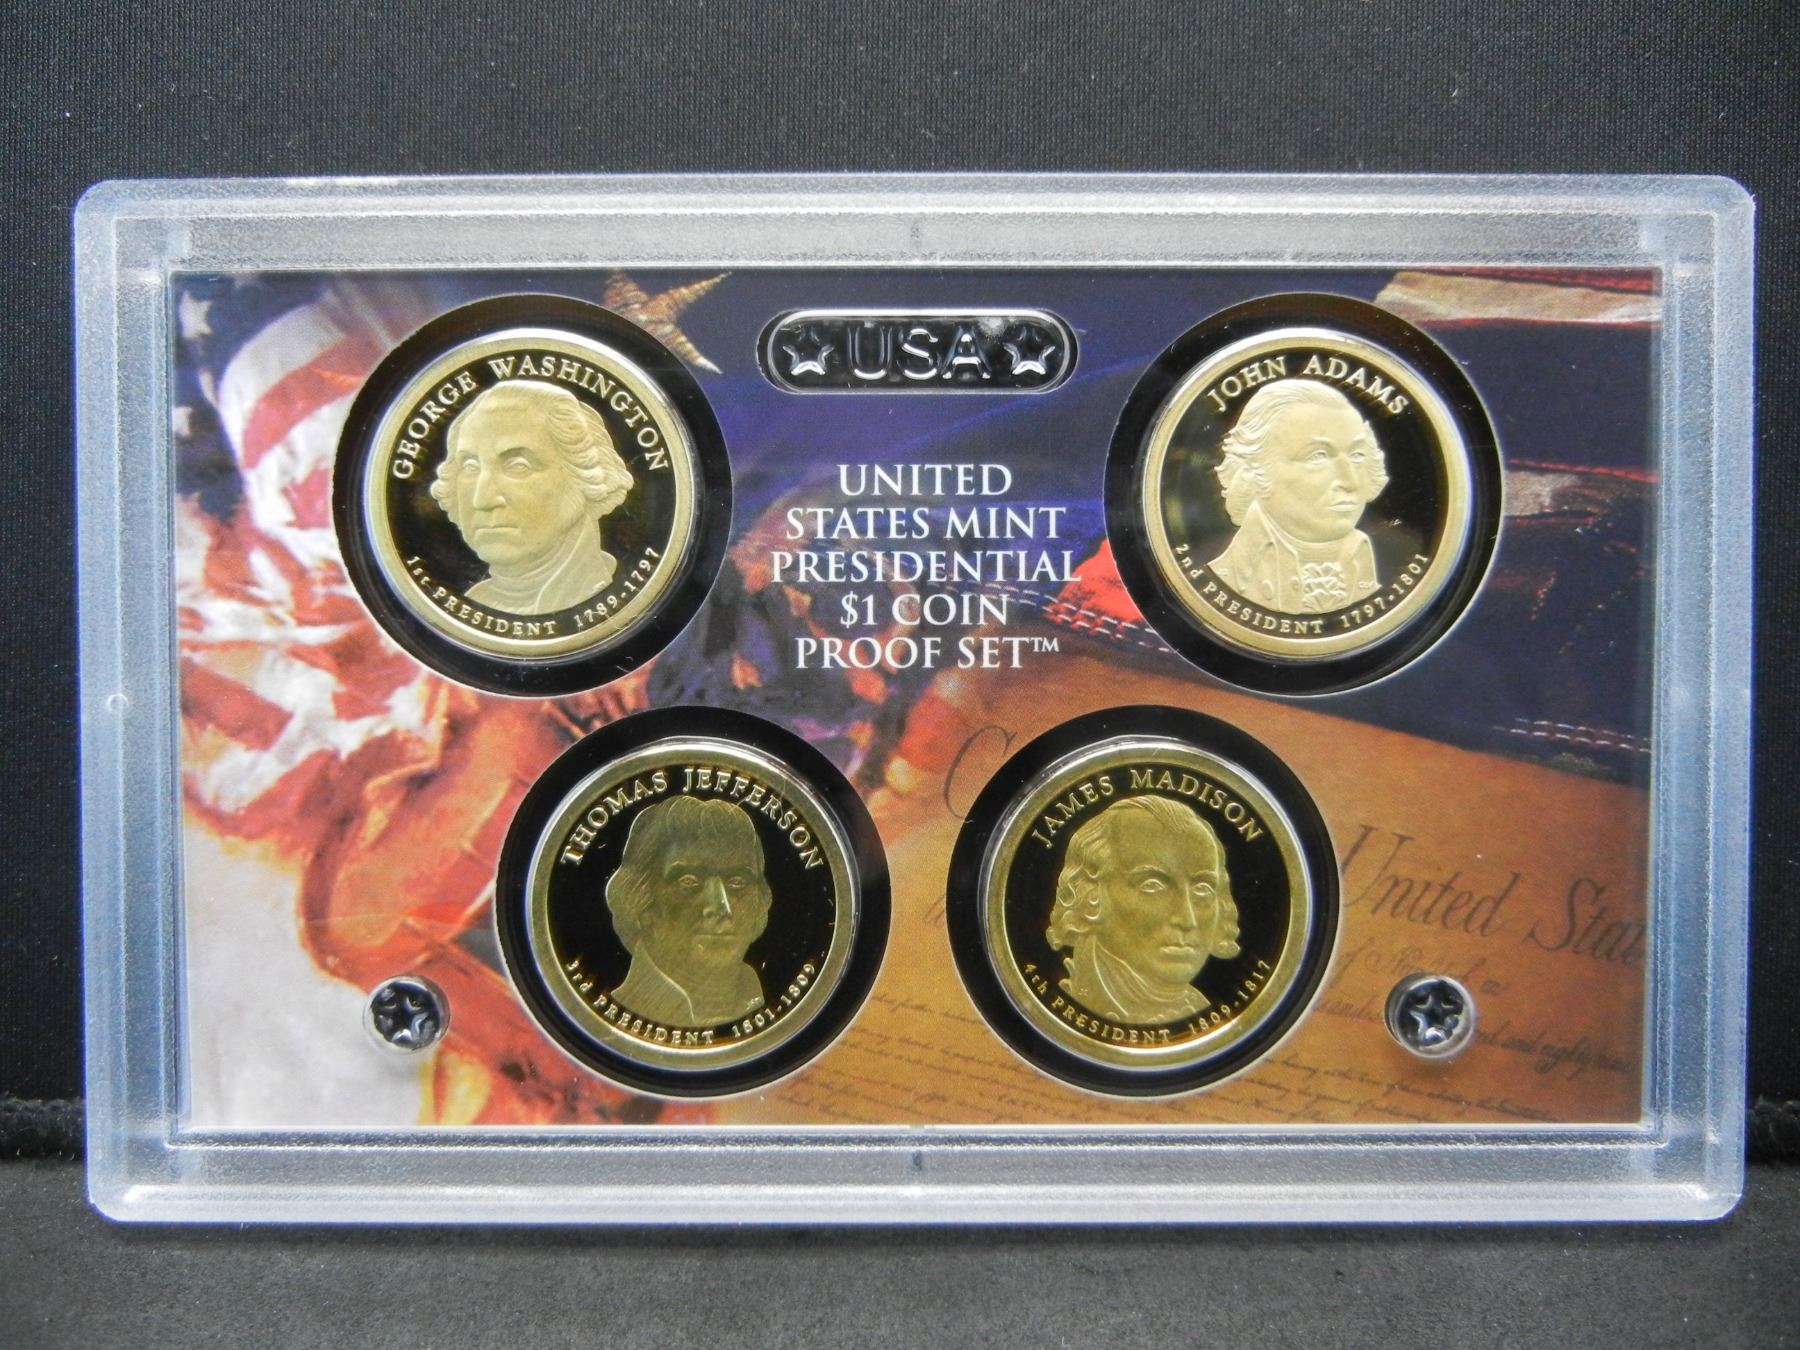 USA
GEORGE WASHINGTON
1st PRESIDENT 1789-1797
JOHN ADAMS
2nd PRESIDENT 1797-1801
UNITED
STATES MINT
PRESIDENTIAL
$1 COIN
PROOF SET™
THOMAS JEFFERSON
3rd PRESIDENT 1801-1809
JAMES MADISON
4th PRESIDENT 1809-1817
United Stat